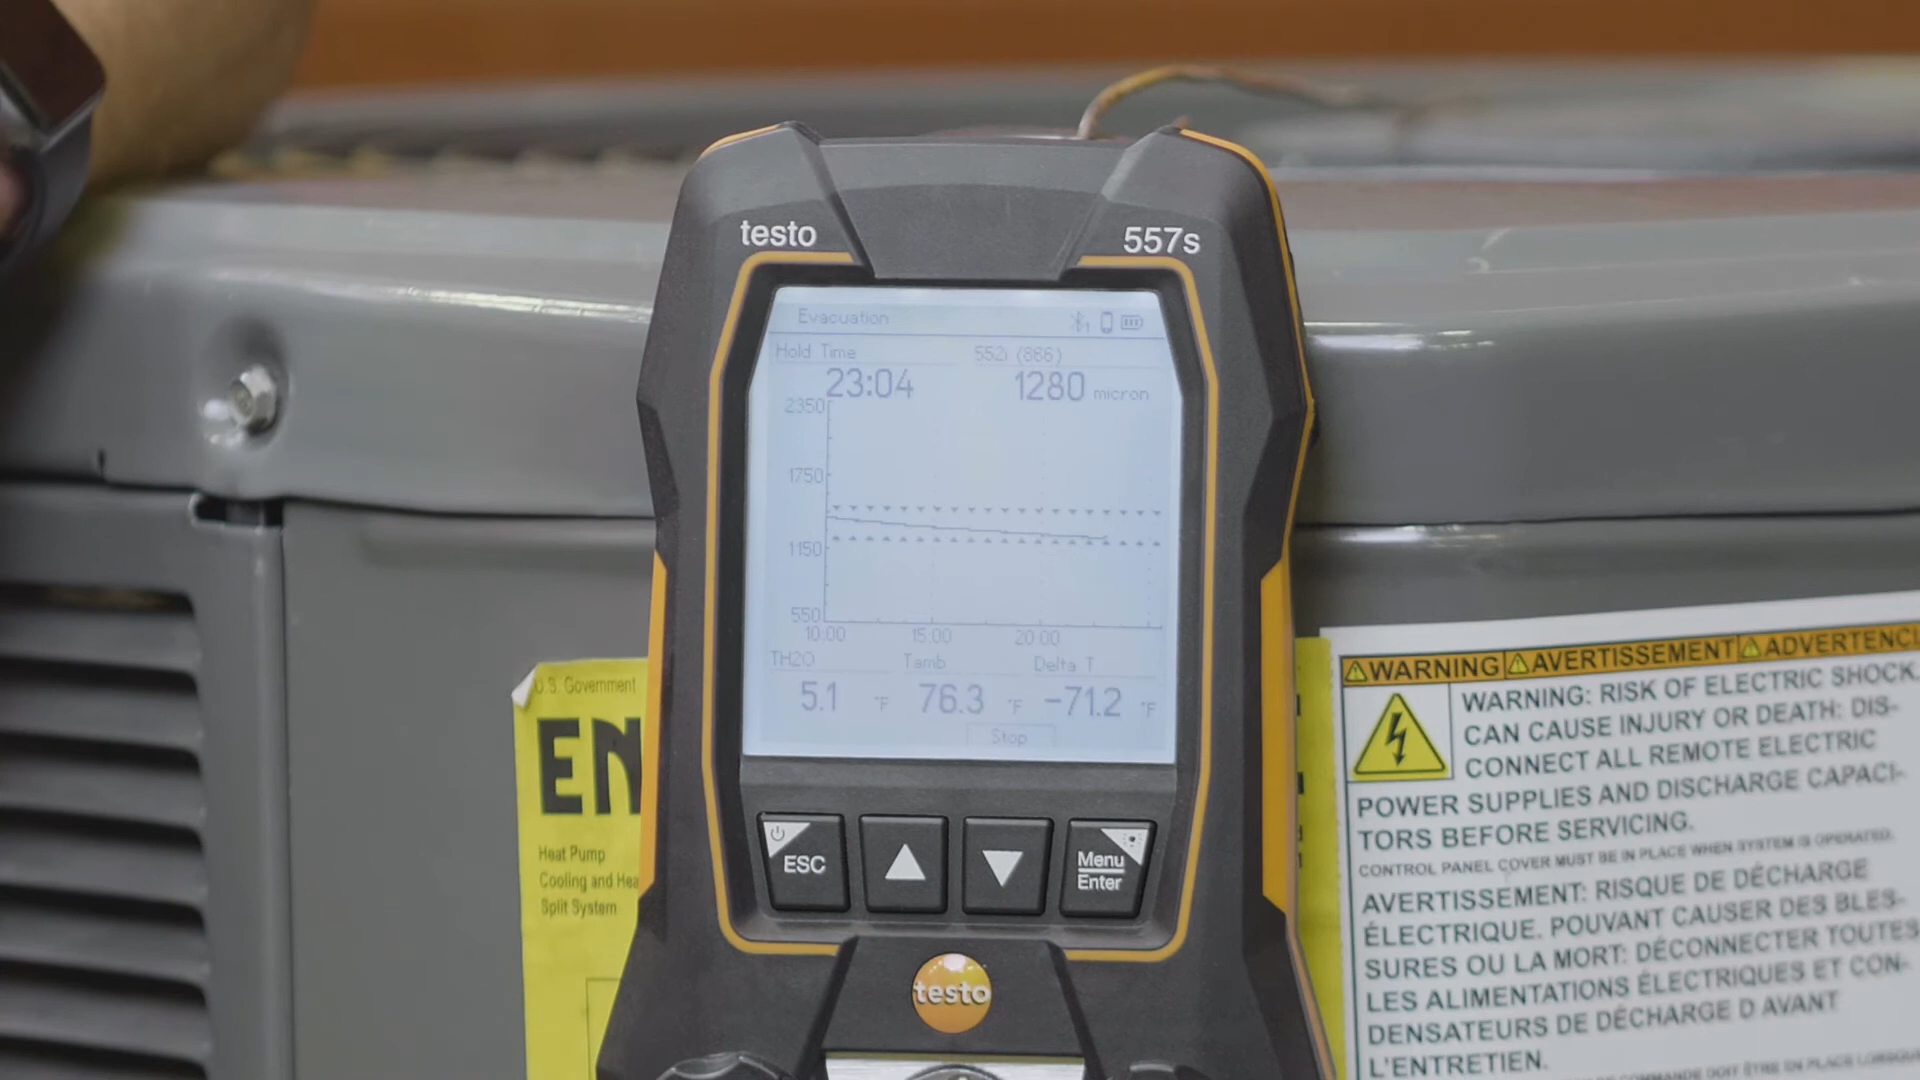 testo 557s
Evacuation
Hold Time 552i (866)
23:04 1280 micron
2350
1750
1150
550
10:00 15:00 20:00
TH2O Tamb Delta T
5.1 °F 76.3 °F -71.2 °F
Stop
ESC
Menu
Enter
testo
U.S. Government
EN
Heat Pump
Cooling and Hea
Split System
WARNING AVERTISSEMENT ADVERTENCI
WARNING: RISK OF ELECTRIC SHOCK.
CAN CAUSE INJURY OR DEATH: DIS-
CONNECT ALL REMOTE ELECTRIC
POWER SUPPLIES AND DISCHARGE CAPACI-
TORS BEFORE SERVICING.
CONTROL PANEL COVER MUST BE IN PLACE WHEN SYSTEM IS OPERATED.
AVERTISSEMENT: RISQUE DE DÉCHARGE
ÉLECTRIQUE. POUVANT CAUSER DES BLES-
SURES OU LA MORT: DÉCONNECTER TOUTES
LES ALIMENTATIONS ÉLECTRIQUES ET CON-
DENSATEURS DE DÉCHARGE D AVANT
L'ENTRETIEN.